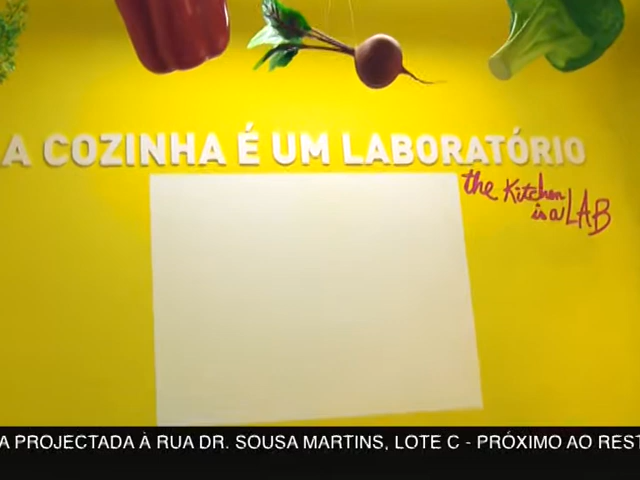 A COZINHA É UM LABORATÓRIO
the Kitchen
is a LAB
A PROJECTADA À RUA DR. SOUSA MARTINS, LOTE C - PRÓXIMO AO REST